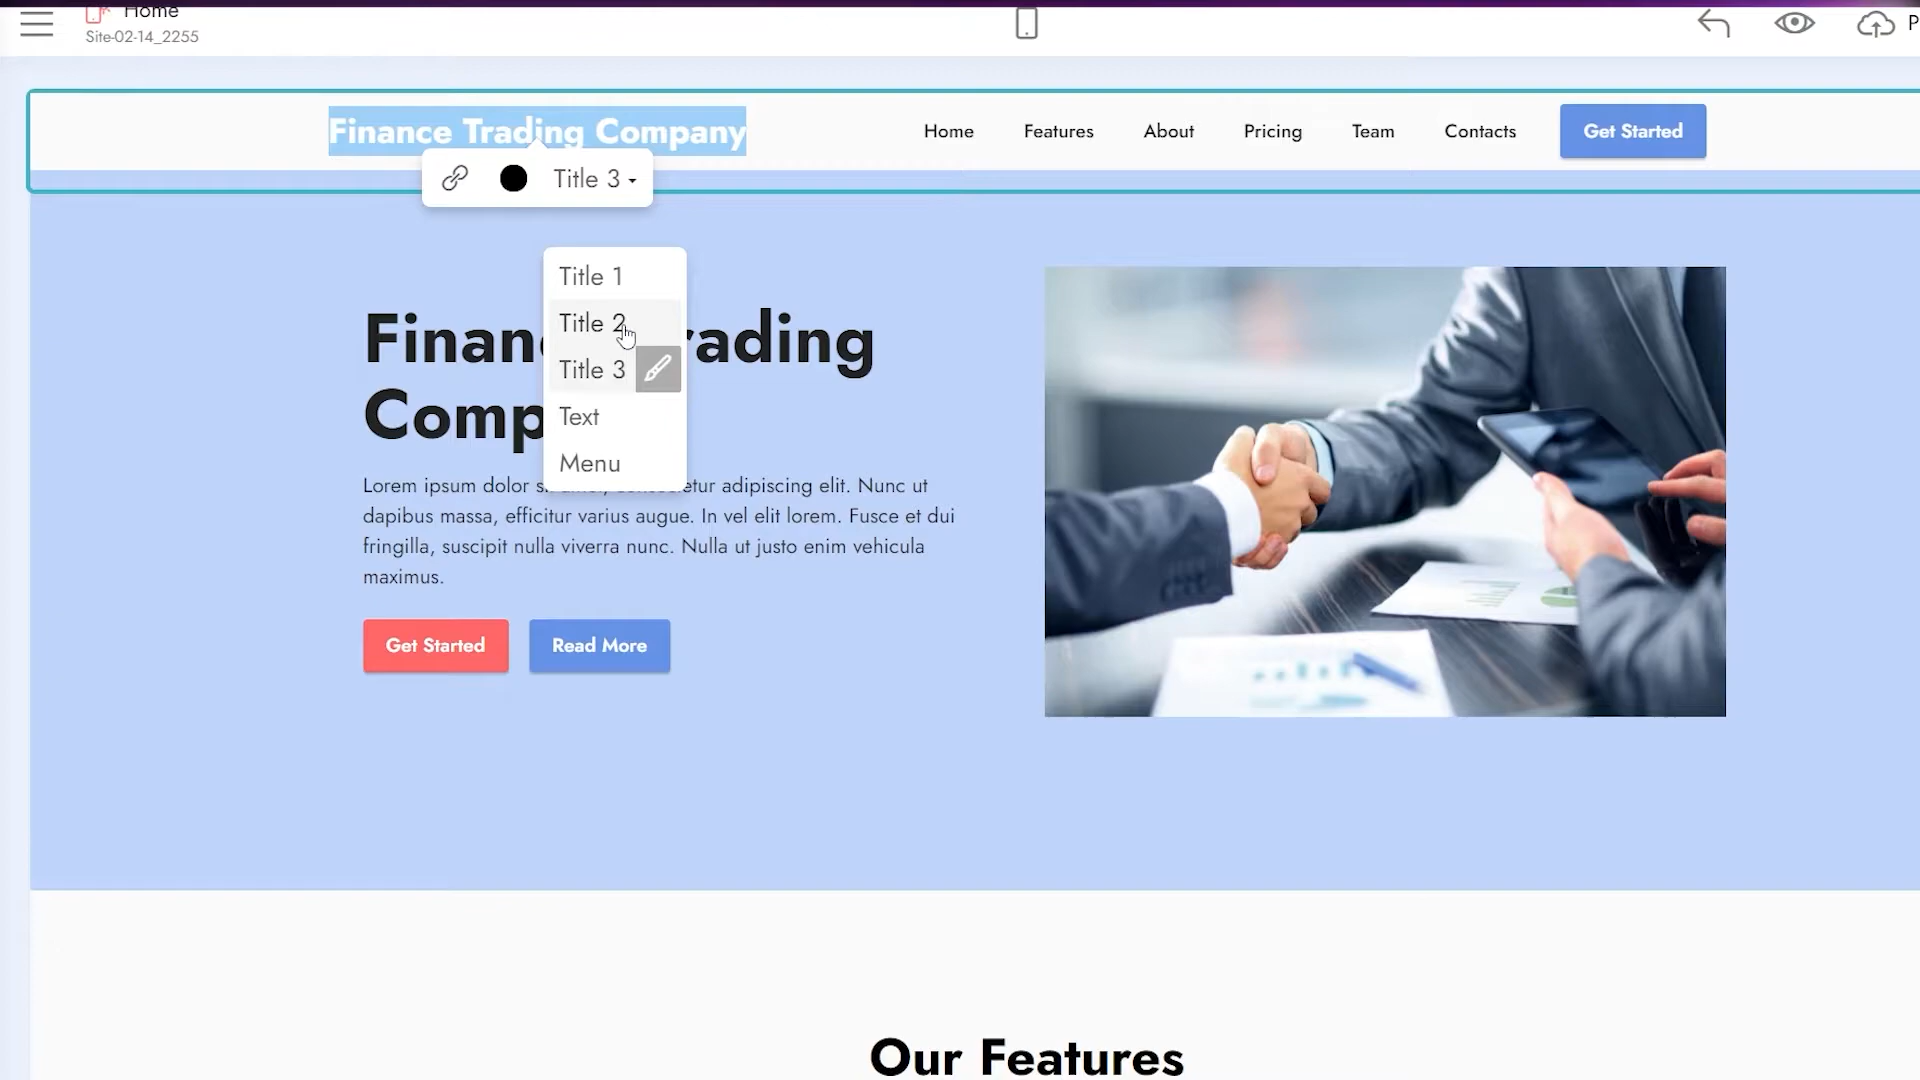 Home
Site-02-14_2255
P
Finance Trading Company
Home
Features
About
Pricing
Team
Contacts
Get Started
Title 3
Title 1
Title 2
Title 3
Text
Menu
Finan rading
Comp
Lorem ipsum dolor etur adipiscing elit. Nunc ut
dapibus massa, efficitur varius augue. In vel elit lorem. Fusce et dui
fringilla, suscipit nulla viverra nunc. Nulla ut justo enim vehicula
maximus.
Get Started
Read More
Our Features